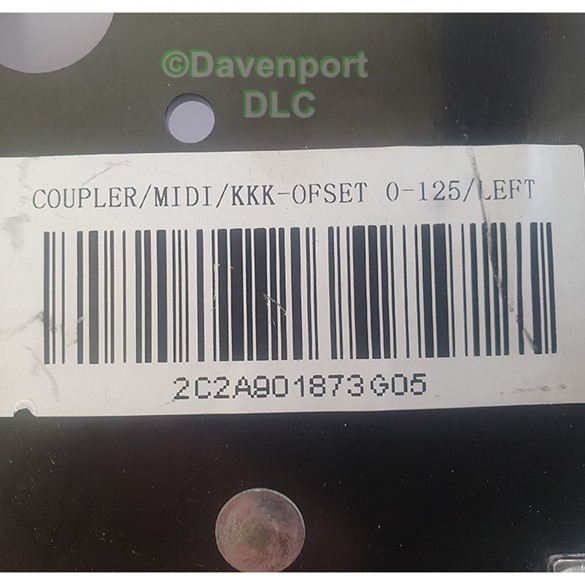 ©Davenport
DLC
COUPLER/MIDI/KKK-OFSET 0-125/LEFT
2C2A901873G05